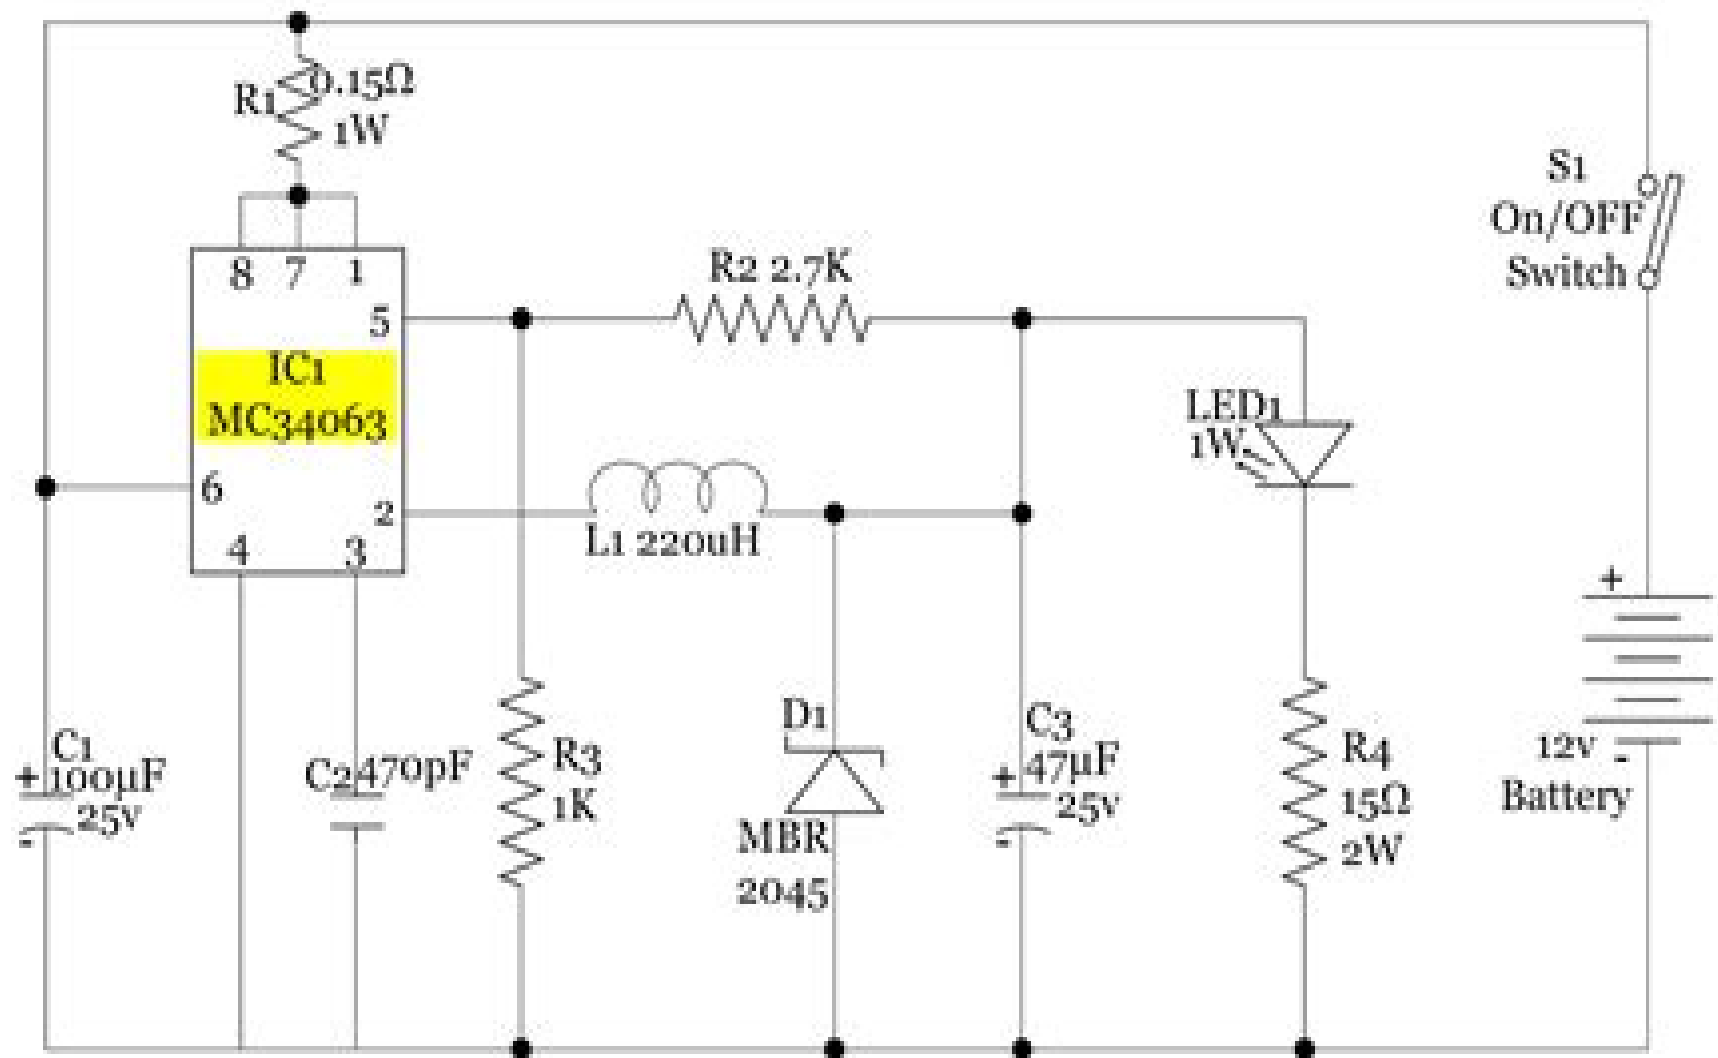 R1
0.15Ω
1W
8 7 1
5
IC1
MC34063
6
2
4
3
R2 2.7K
L1 220uH
LED1
1W
S1
On/OFF
Switch
C1
+
100µF
25v
-
C2
470pF
R3
1K
D1
MBR
2045
C3
+
47µF
25v
-
R4
15Ω
2W
+
12v
-
Battery